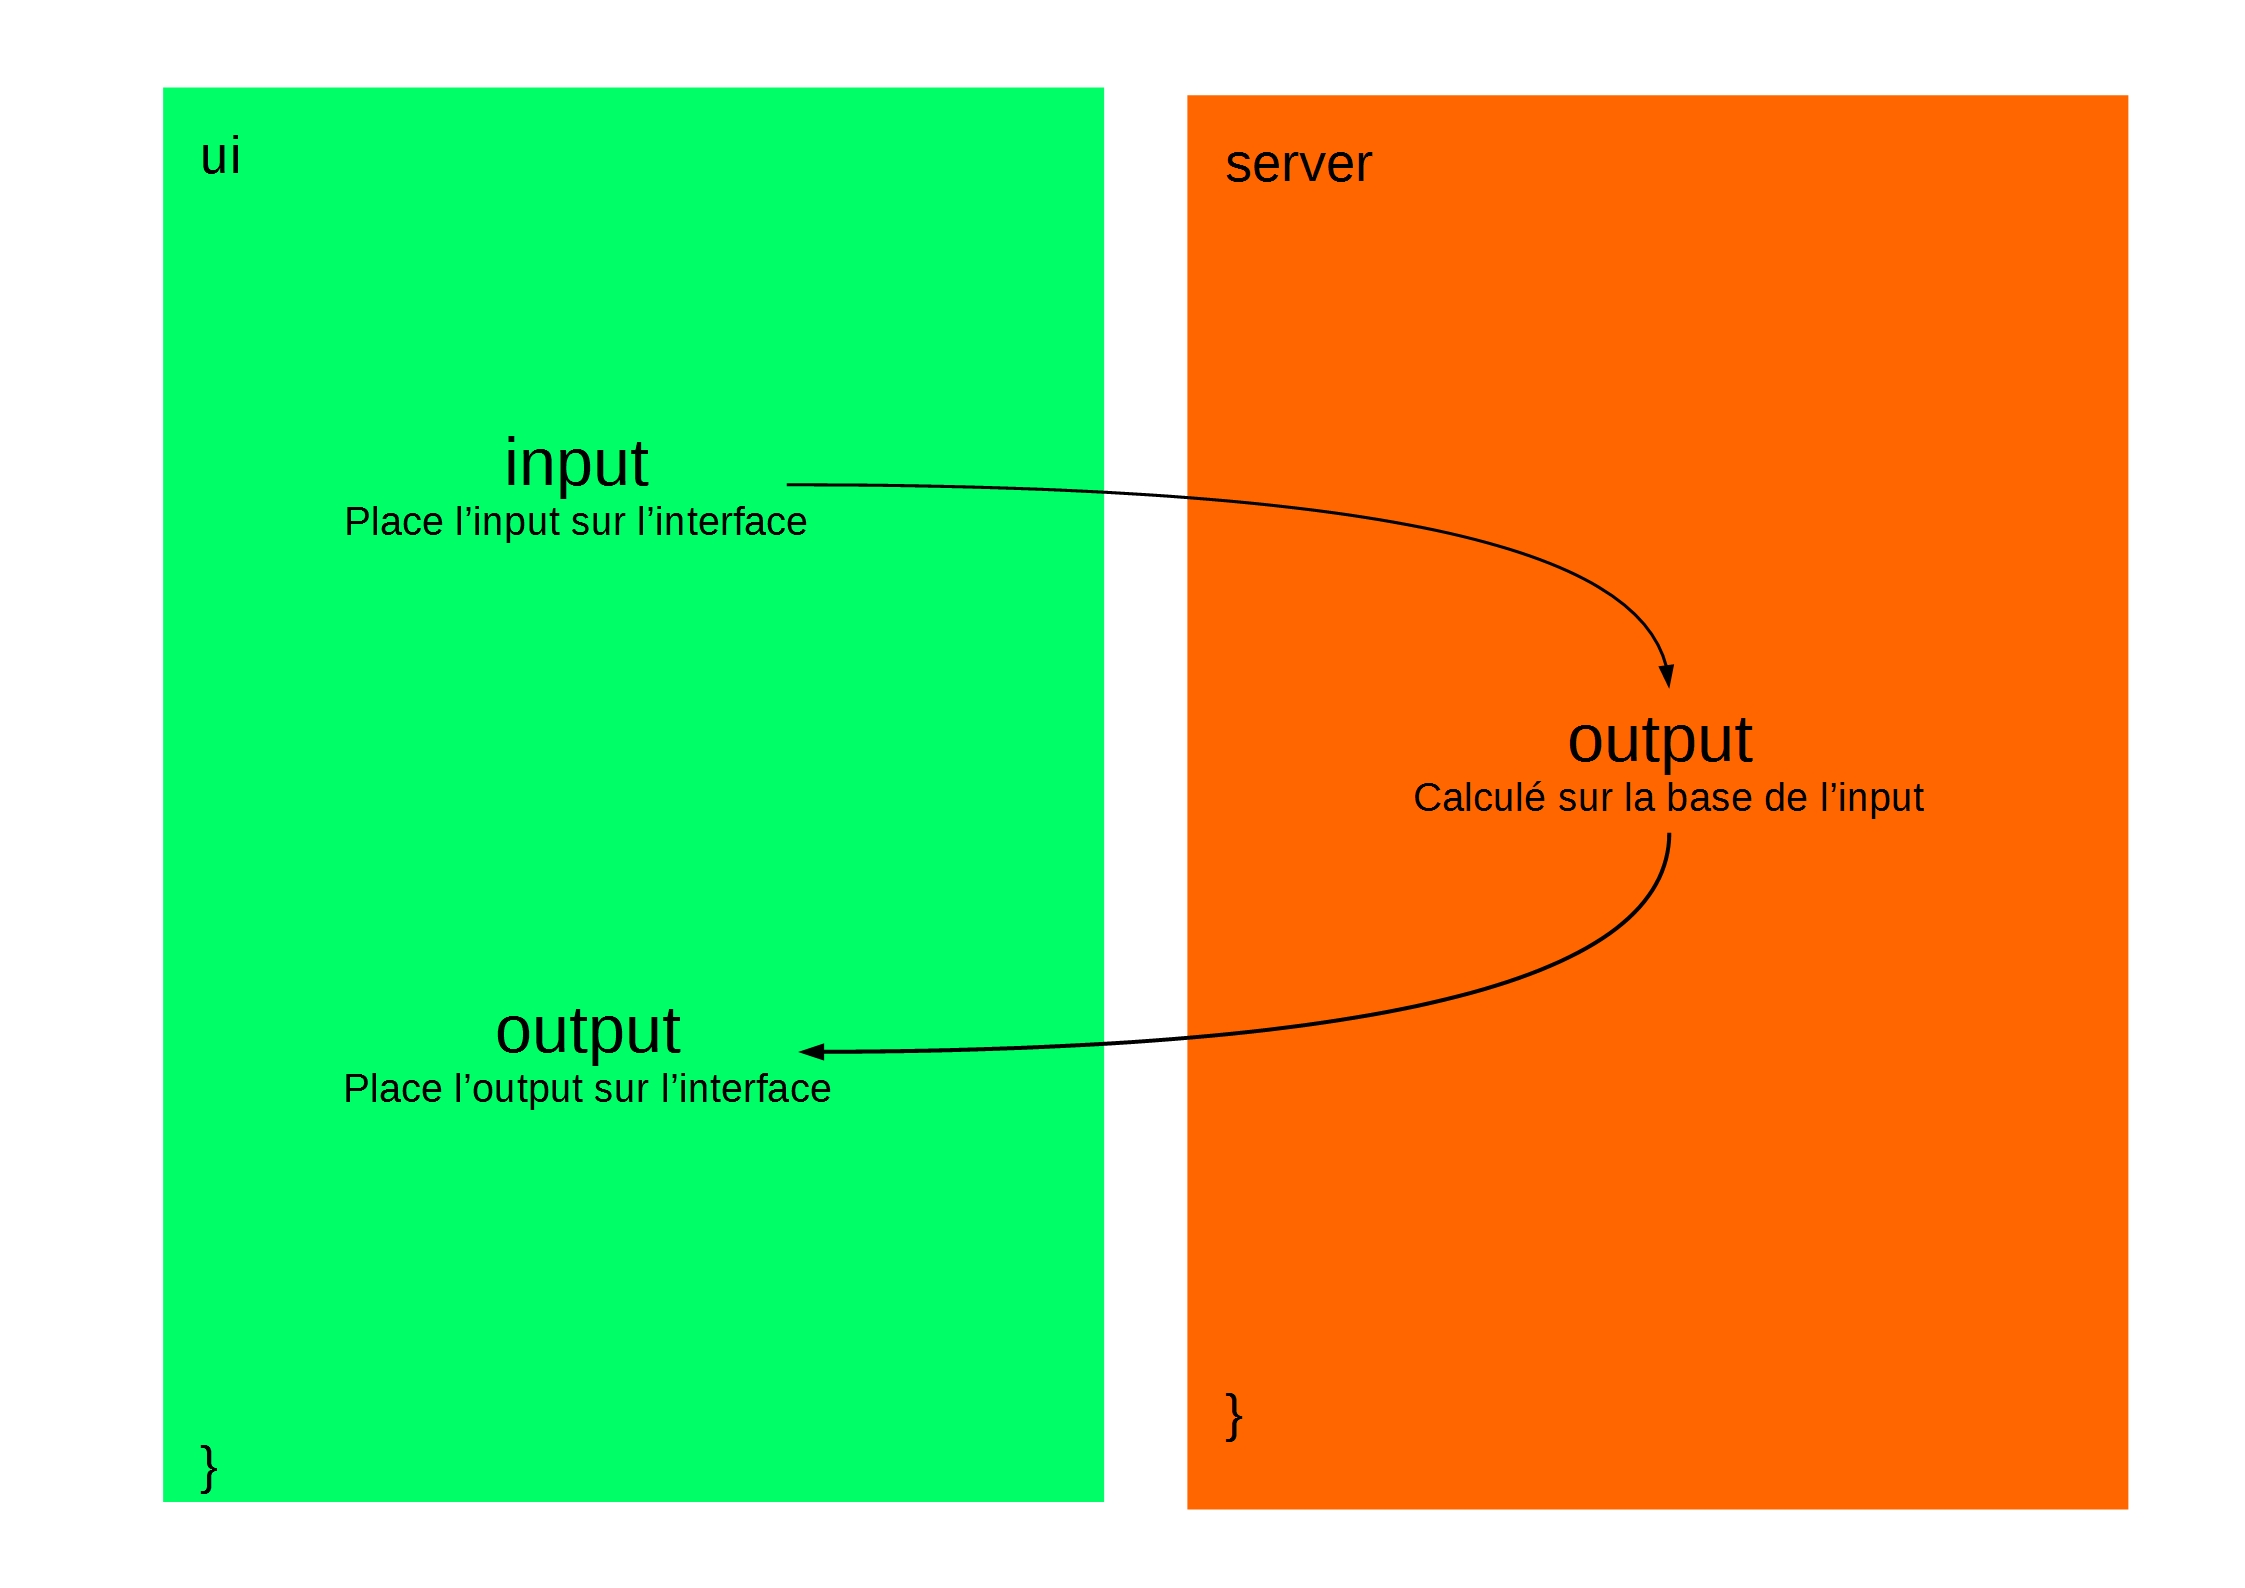 ui
input
Place l’input sur l’interface
output
Place l’output sur l’interface
}
server
output
Calculé sur la base de l’input
}